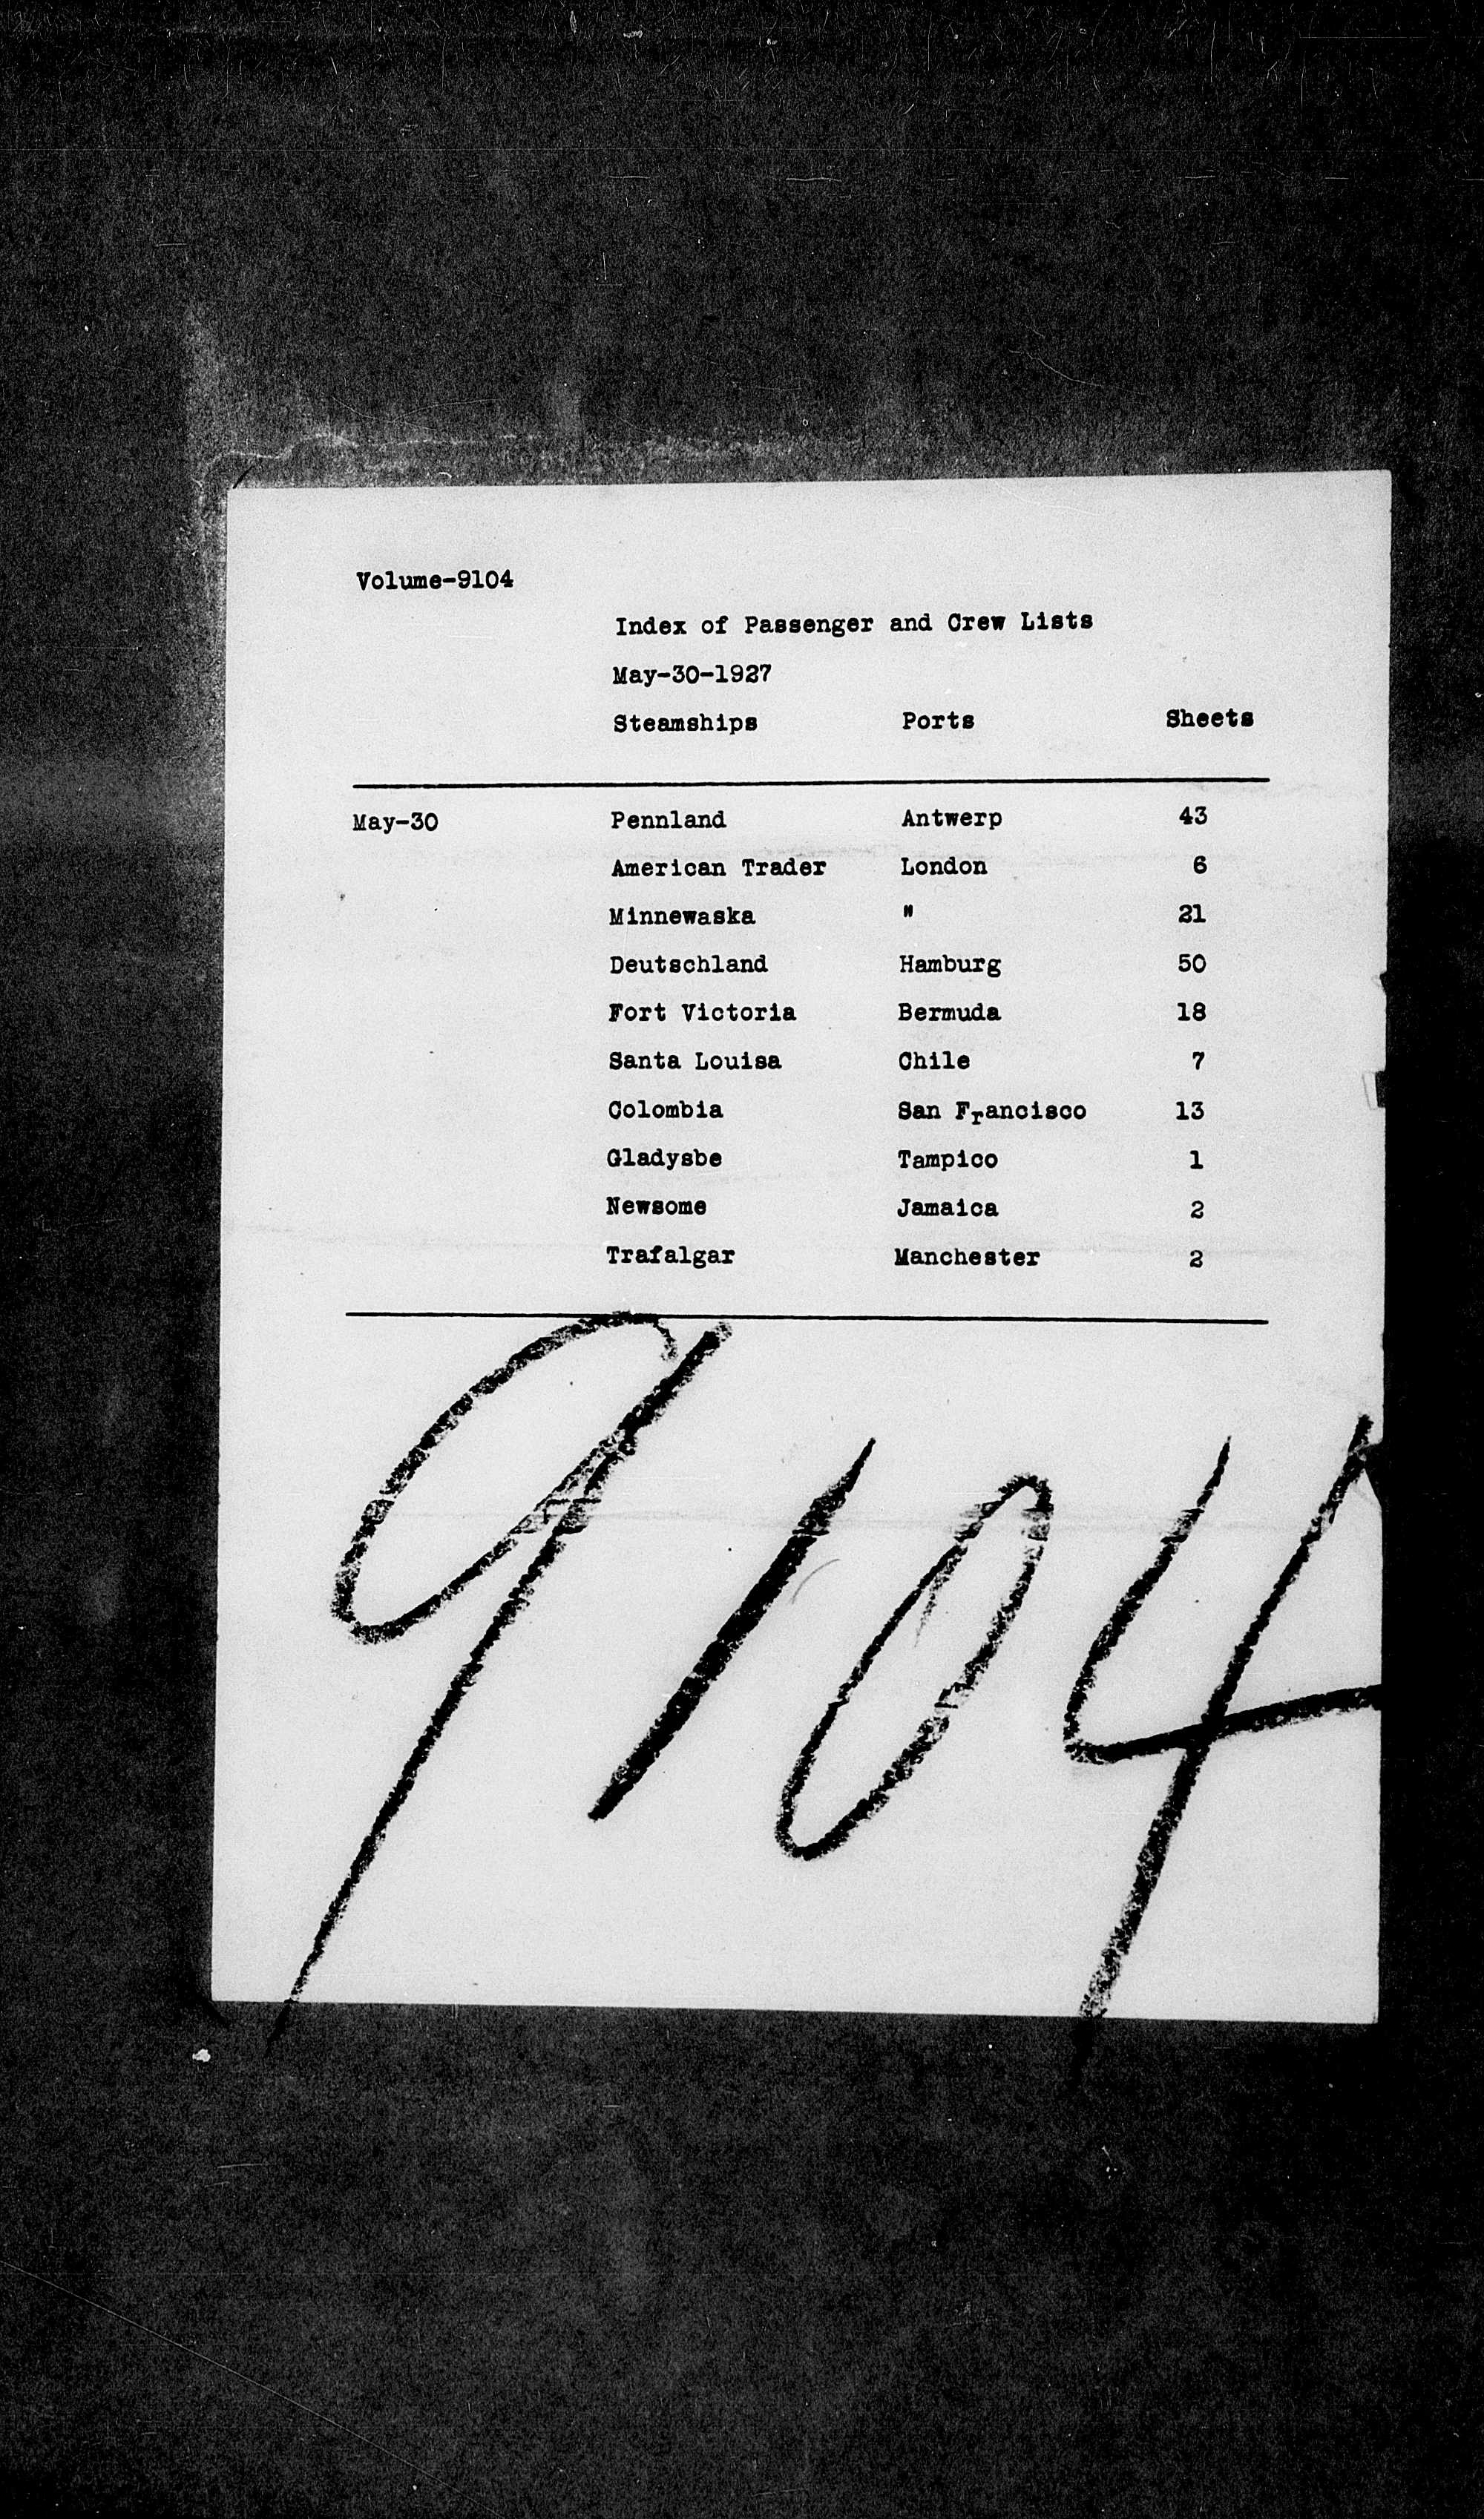 Volume-9104
Index of Passenger and Crew Lists
May-30-1927
Steamships Ports Sheets
May-30 Pennland Antwerp 43
American Trader London 6
Minnewaska " 21
Deutschland Hamburg 50
Fort Victoria Bermuda 18
Santa Louisa Chile 7
Colombia San Francisco 13
Gladysbe Tampico 1
Newsome Jamaica 2
Trafalgar Manchester 2
9104